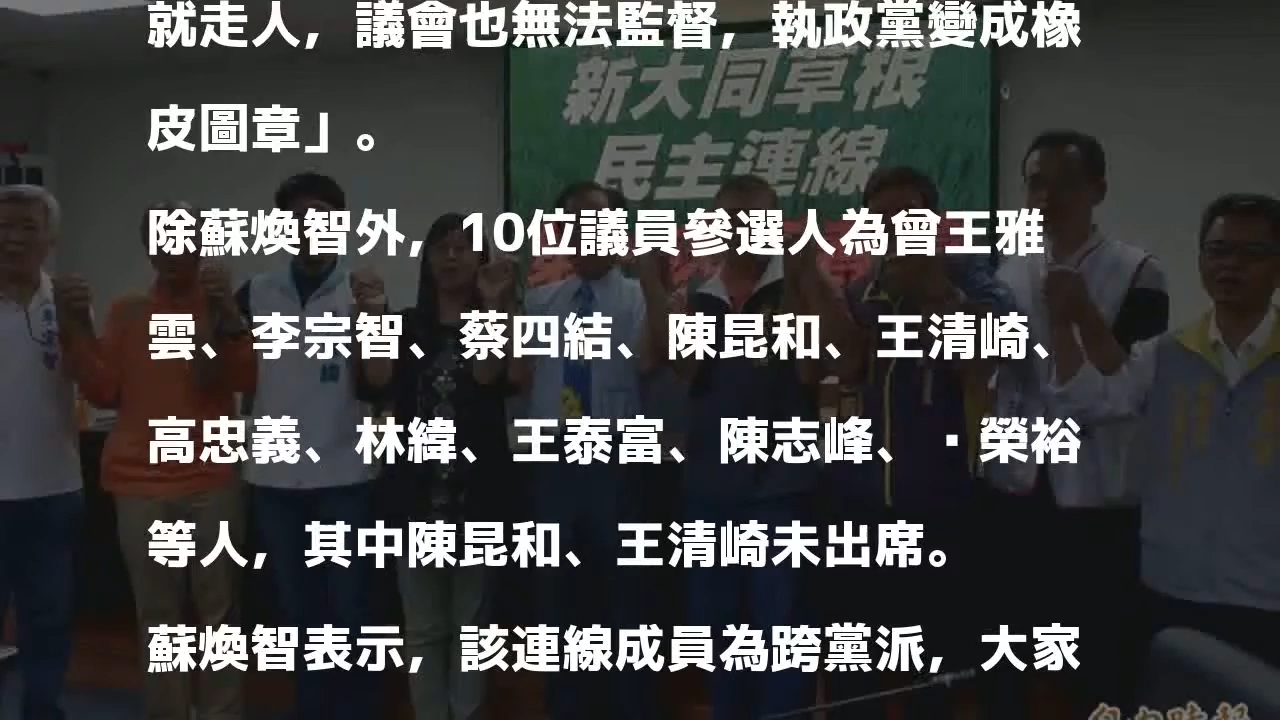 就走人，議會也無法監督，執政黨變成橡
皮圖章」。
除蘇煥智外，10位議員參選人為曾王雅
雲、李宗智、蔡四結、陳昆和、王清崎、
高忠義、林緯、王泰富、陳志峰、·榮裕
等人，其中陳昆和、王清崎未出席。
蘇煥智表示，該連線成員為跨黨派，大家
新大同草根
民主連線